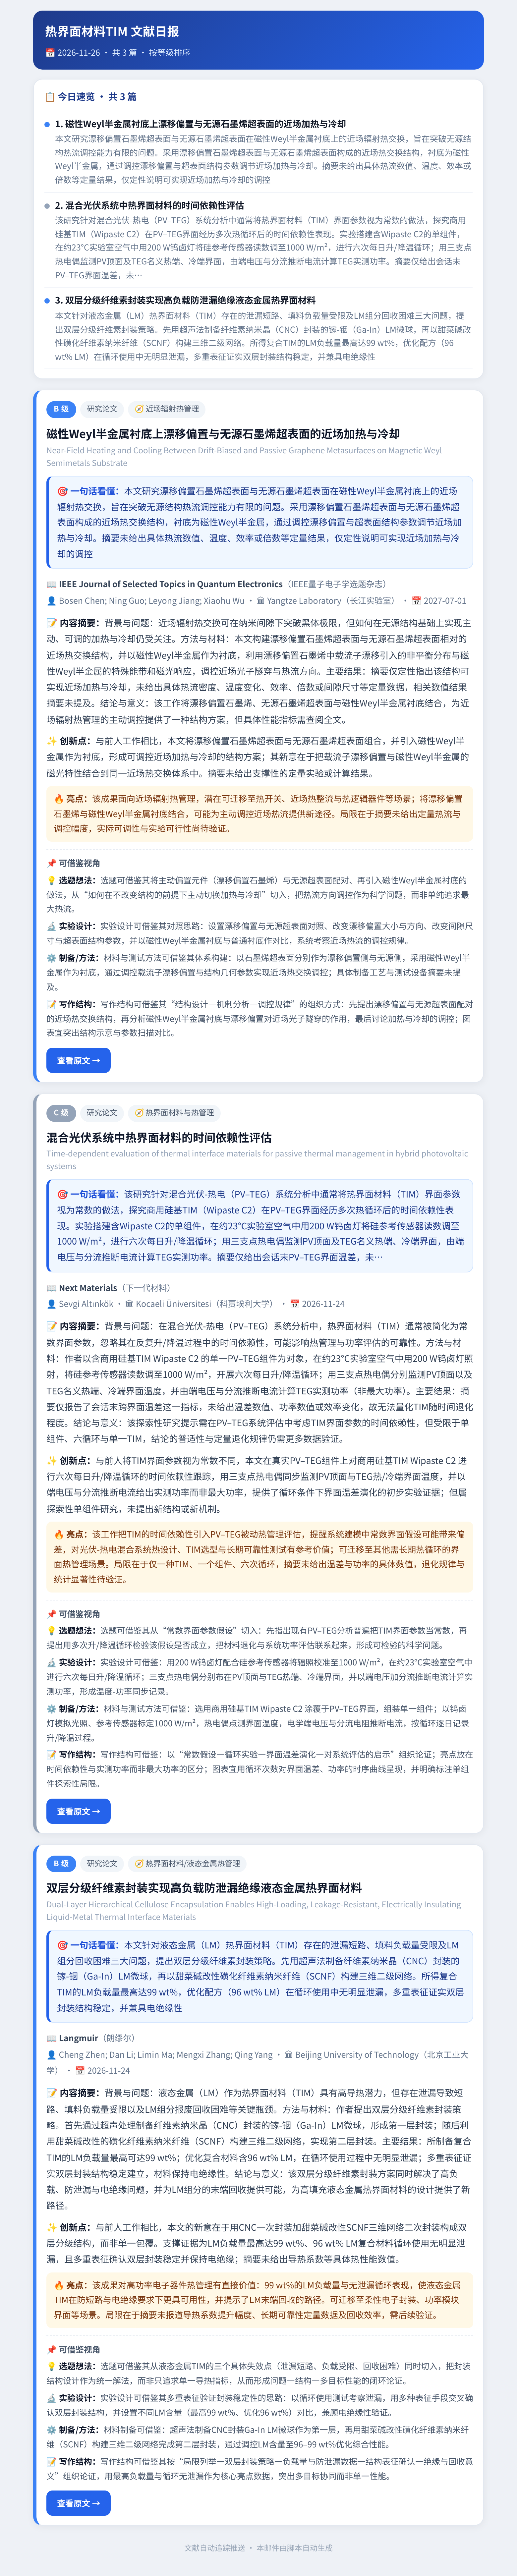 热界面材料TIM 文献日报
📅 2026-11-26 • 共 3 篇 • 按等级排序
📋 今日速览 • 共 3 篇
1. 磁性Weyl半金属衬底上漂移偏置与无源石墨烯超表面的近场加热与冷却
本文研究漂移偏置石墨烯超表面与无源石墨烯超表面在磁性Weyl半金属衬底上的近场辐射热交换，旨在突破无源结
构热流调控能力有限的问题。采用漂移偏置石墨烯超表面与无源石墨烯超表面构成的近场热交换结构，衬底为磁性
Weyl半金属，通过调控漂移偏置与超表面结构参数调节近场加热与冷却。摘要未给出具体热流数值、温度、效率或
倍数等定量结果，仅定性说明可实现近场加热与冷却的调控
2. 混合光伏系统中热界面材料的时间依赖性评估
该研究针对混合光伏-热电（PV–TEG）系统分析中通常将热界面材料（TIM）界面参数视为常数的做法，探究商用
硅基TIM（Wipaste C2）在PV–TEG界面经历多次热循环后的时间依赖性表现。实验搭建含Wipaste C2的单组件，
在约23°C实验室空气中用200 W钨卤灯将硅参考传感器读数调至1000 W/m²，进行六次每日升/降温循环；用三支点
热电偶监测PV顶面及TEG名义热端、冷端界面，由端电压与分流推断电流计算TEG实测功率。摘要仅给出会话末
PV–TEG界面温差，未…
3. 双层分级纤维素封装实现高负载防泄漏绝缘液态金属热界面材料
本文针对液态金属（LM）热界面材料（TIM）存在的泄漏短路、填料负载量受限及LM组分回收困难三大问题，提
出双层分级纤维素封装策略。先用超声法制备纤维素纳米晶（CNC）封装的镓-铟（Ga-In）LM微球，再以甜菜碱改
性磺化纤维素纳米纤维（SCNF）构建三维二级网络。所得复合TIM的LM负载量最高达99 wt%，优化配方（96
wt% LM）在循环使用中无明显泄漏，多重表征证实双层封装结构稳定，并兼具电绝缘性
B 级 研究论文 🧭 近场辐射热管理
磁性Weyl半金属衬底上漂移偏置与无源石墨烯超表面的近场加热与冷却
Near-Field Heating and Cooling Between Drift-Biased and Passive Graphene Metasurfaces on Magnetic Weyl
Semimetals Substrate
🎯 一句话看懂：本文研究漂移偏置石墨烯超表面与无源石墨烯超表面在磁性Weyl半金属衬底上的近场
辐射热交换，旨在突破无源结构热流调控能力有限的问题。采用漂移偏置石墨烯超表面与无源石墨烯超
表面构成的近场热交换结构，衬底为磁性Weyl半金属，通过调控漂移偏置与超表面结构参数调节近场加
热与冷却。摘要未给出具体热流数值、温度、效率或倍数等定量结果，仅定性说明可实现近场加热与冷
却的调控
📖 IEEE Journal of Selected Topics in Quantum Electronics（IEEE量子电子学选题杂志）
👤 Bosen Chen; Ning Guo; Leyong Jiang; Xiaohu Wu • 🏛 Yangtze Laboratory（长江实验室） • 📅 2027-07-01
📝 内容摘要：背景与问题：近场辐射热交换可在纳米间隙下突破黑体极限，但如何在无源结构基础上实现主
动、可调的加热与冷却仍受关注。方法与材料：本文构建漂移偏置石墨烯超表面与无源石墨烯超表面相对的
近场热交换结构，并以磁性Weyl半金属作为衬底，利用漂移偏置石墨烯中载流子漂移引入的非平衡分布与磁
性Weyl半金属的特殊能带和磁光响应，调控近场光子隧穿与热流方向。主要结果：摘要仅定性指出该结构可
实现近场加热与冷却，未给出具体热流密度、温度变化、效率、倍数或间隙尺寸等定量数据，相关数值结果
摘要未提及。结论与意义：该工作将漂移偏置石墨烯、无源石墨烯超表面与磁性Weyl半金属衬底结合，为近
场辐射热管理的主动调控提供了一种结构方案，但具体性能指标需查阅全文。
✨ 创新点：与前人工作相比，本文将漂移偏置石墨烯超表面与无源石墨烯超表面组合，并引入磁性Weyl半
金属作为衬底，形成可调控近场加热与冷却的结构方案；其新意在于把载流子漂移偏置与磁性Weyl半金属的
磁光特性结合到同一近场热交换体系中。摘要未给出支撑性的定量实验或计算结果。
🔥 亮点：该成果面向近场辐射热管理，潜在可迁移至热开关、近场热整流与热逻辑器件等场景；将漂移偏置
石墨烯与磁性Weyl半金属衬底结合，可能为主动调控近场热流提供新途径。局限在于摘要未给出定量热流与
调控幅度，实际可调性与实验可行性尚待验证。
📌 可借鉴视角
💡 选题想法：选题可借鉴其将主动偏置元件（漂移偏置石墨烯）与无源超表面配对、再引入磁性Weyl半金属衬底的
做法，从“如何在不改变结构的前提下主动切换加热与冷却”切入，把热流方向调控作为科学问题，而非单纯追求最
大热流。
🔬 实验设计：实验设计可借鉴其对照思路：设置漂移偏置与无源超表面对照、改变漂移偏置大小与方向、改变间隙尺
寸与超表面结构参数，并以磁性Weyl半金属衬底与普通衬底作对比，系统考察近场热流的调控规律。
⚙️ 制备/方法：材料与测试方法可借鉴其体系构建：以石墨烯超表面分别作为漂移偏置侧与无源侧，采用磁性Weyl半
金属作为衬底，通过调控载流子漂移偏置与结构几何参数实现近场热交换调控；具体制备工艺与测试设备摘要未提
及。
📝 写作结构：写作结构可借鉴其“结构设计—机制分析—调控规律”的组织方式：先提出漂移偏置与无源超表面配对
的近场热交换结构，再分析磁性Weyl半金属衬底与漂移偏置对近场光子隧穿的作用，最后讨论加热与冷却的调控；图
表宜突出结构示意与参数扫描对比。
查看原文 →
C 级 研究论文 🧭 热界面材料与热管理
混合光伏系统中热界面材料的时间依赖性评估
Time-dependent evaluation of thermal interface materials for passive thermal management in hybrid photovoltaic
systems
🎯 一句话看懂：该研究针对混合光伏-热电（PV–TEG）系统分析中通常将热界面材料（TIM）界面参数
视为常数的做法，探究商用硅基TIM（Wipaste C2）在PV–TEG界面经历多次热循环后的时间依赖性表
现。实验搭建含Wipaste C2的单组件，在约23°C实验室空气中用200 W钨卤灯将硅参考传感器读数调至
1000 W/m²，进行六次每日升/降温循环；用三支点热电偶监测PV顶面及TEG名义热端、冷端界面，由端
电压与分流推断电流计算TEG实测功率。摘要仅给出会话末PV–TEG界面温差，未…
📖 Next Materials（下一代材料）
👤 Sevgi Altınkök • 🏛 Kocaeli Üniversitesi（科贾埃利大学） • 📅 2026-11-24
📝 内容摘要：背景与问题：在混合光伏-热电（PV–TEG）系统分析中，热界面材料（TIM）通常被简化为常
数界面参数，忽略其在反复升/降温过程中的时间依赖性，可能影响热管理与功率评估的可靠性。方法与材
料：作者以含商用硅基TIM Wipaste C2 的单一PV–TEG组件为对象，在约23°C实验室空气中用200 W钨卤灯照
射，将硅参考传感器读数调至1000 W/m²，开展六次每日升/降温循环；用三支点热电偶分别监测PV顶面以及
TEG名义热端、冷端界面温度，并由端电压与分流推断电流计算TEG实测功率（非最大功率）。主要结果：摘
要仅报告了会话末跨界面温差这一指标，未给出温差数值、功率数值或效率变化，故无法量化TIM随时间退化
程度。结论与意义：该探索性研究提示需在PV–TEG系统评估中考虑TIM界面参数的时间依赖性，但受限于单
组件、六循环与单一TIM，结论的普适性与定量退化规律仍需更多数据验证。
✨ 创新点：与前人将TIM界面参数视为常数不同，本文在真实PV–TEG组件上对商用硅基TIM Wipaste C2 进
行六次每日升/降温循环的时间依赖性跟踪，用三支点热电偶同步监测PV顶面与TEG热/冷端界面温度，并以
端电压与分流推断电流给出实测功率而非最大功率，提供了循环条件下界面温差演化的初步实验证据；但属
探索性单组件研究，未提出新结构或新机制。
🔥 亮点：该工作把TIM的时间依赖性引入PV–TEG被动热管理评估，提醒系统建模中常数界面假设可能带来偏
差，对光伏-热电混合系统热设计、TIM选型与长期可靠性测试有参考价值；可迁移至其他需长期热循环的界
面热管理场景。局限在于仅一种TIM、一个组件、六次循环，摘要未给出温差与功率的具体数值，退化规律与
统计显著性待验证。
📌 可借鉴视角
💡 选题想法：选题可借鉴其从“常数界面参数假设”切入：先指出现有PV–TEG分析普遍把TIM界面参数当常数，再
提出用多次升/降温循环检验该假设是否成立，把材料退化与系统功率评估联系起来，形成可检验的科学问题。
🔬 实验设计：实验设计可借鉴：用200 W钨卤灯配合硅参考传感器将辐照校准至1000 W/m²，在约23°C实验室空气中
进行六次每日升/降温循环；三支点热电偶分别布在PV顶面与TEG热端、冷端界面，并以端电压加分流推断电流计算实
测功率，形成温度-功率同步记录。
⚙️ 制备/方法：材料与测试方法可借鉴：选用商用硅基TIM Wipaste C2 涂覆于PV–TEG界面，组装单一组件；以钨卤
灯模拟光照、参考传感器标定1000 W/m²，热电偶点测界面温度，电学端电压与分流电阻推断电流，按循环逐日记录
升/降温过程。
📝 写作结构：写作结构可借鉴：以“常数假设—循环实验—界面温差演化—对系统评估的启示”组织论证；亮点放在
时间依赖性与实测功率而非最大功率的区分；图表宜用循环次数对界面温差、功率的时序曲线呈现，并明确标注单组
件探索性局限。
查看原文 →
B 级 研究论文 🧭 热界面材料/液态金属热管理
双层分级纤维素封装实现高负载防泄漏绝缘液态金属热界面材料
Dual-Layer Hierarchical Cellulose Encapsulation Enables High-Loading, Leakage-Resistant, Electrically Insulating
Liquid-Metal Thermal Interface Materials
🎯 一句话看懂：本文针对液态金属（LM）热界面材料（TIM）存在的泄漏短路、填料负载量受限及LM
组分回收困难三大问题，提出双层分级纤维素封装策略。先用超声法制备纤维素纳米晶（CNC）封装的
镓-铟（Ga-In）LM微球，再以甜菜碱改性磺化纤维素纳米纤维（SCNF）构建三维二级网络。所得复合
TIM的LM负载量最高达99 wt%，优化配方（96 wt% LM）在循环使用中无明显泄漏，多重表征证实双层
封装结构稳定，并兼具电绝缘性
📖 Langmuir（朗缪尔）
👤 Cheng Zhen; Dan Li; Limin Ma; Mengxi Zhang; Qing Yang • 🏛 Beijing University of Technology（北京工业大
学） • 📅 2026-11-24
📝 内容摘要：背景与问题：液态金属（LM）作为热界面材料（TIM）具有高导热潜力，但存在泄漏导致短
路、填料负载量受限以及LM组分报废回收困难等关键瓶颈。方法与材料：作者提出双层分级纤维素封装策
略。首先通过超声处理制备纤维素纳米晶（CNC）封装的镓-铟（Ga-In）LM微球，形成第一层封装；随后利
用甜菜碱改性的磺化纤维素纳米纤维（SCNF）构建三维二级网络，实现第二层封装。主要结果：所制备复合
TIM的LM负载量最高可达99 wt%；优化复合材料含96 wt% LM，在循环使用过程中无明显泄漏；多重表征证
实双层封装结构稳定建立，材料保持电绝缘性。结论与意义：该双层分级纤维素封装方案同时解决了高负
载、防泄漏与电绝缘问题，并为LM组分的末端回收提供可能，为高填充液态金属热界面材料的设计提供了新
路径。
✨ 创新点：与前人工作相比，本文的新意在于用CNC一次封装加甜菜碱改性SCNF三维网络二次封装构成双
层分级结构，而非单一包覆。支撑证据为LM负载量最高达99 wt%、96 wt% LM复合材料循环使用无明显泄
漏，且多重表征确认双层封装稳定并保持电绝缘；摘要未给出导热系数等具体热性能数值。
🔥 亮点：该成果对高功率电子器件热管理有直接价值：99 wt%的LM负载量与无泄漏循环表现，使液态金属
TIM在防短路与电绝缘要求下更具可用性，并提示了LM末端回收的路径。可迁移至柔性电子封装、功率模块
界面等场景。局限在于摘要未报道导热系数提升幅度、长期可靠性定量数据及回收效率，需后续验证。
📌 可借鉴视角
💡 选题想法：选题可借鉴其从液态金属TIM的三个具体失效点（泄漏短路、负载量受限、回收困难）同时切入，把封装
结构设计作为统一解法，而非只追求单一导热指标，从而形成问题—结构—多目标性能的闭环论证。
🔬 实验设计：实验设计可借鉴其多重表征验证封装稳定性的思路：以循环使用测试考察泄漏，用多种表征手段交叉确
认双层封装结构，并设置不同LM含量（最高99 wt%、优化96 wt%）对比，兼顾电绝缘性验证。
⚙️ 制备/方法：材料制备可借鉴：超声法制备CNC封装Ga-In LM微球作为第一层，再用甜菜碱改性磺化纤维素纳米纤
维（SCNF）构建三维二级网络完成第二层封装，通过调控LM含量至96–99 wt%优化综合性能。
📝 写作结构：写作结构可借鉴其按“局限列举—双层封装策略—负载量与防泄漏数据—结构表征确认—绝缘与回收意
义”组织论证，用最高负载量与循环无泄漏作为核心亮点数据，突出多目标协同而非单一性能。
查看原文 →
文献自动追踪推送 • 本邮件由脚本自动生成